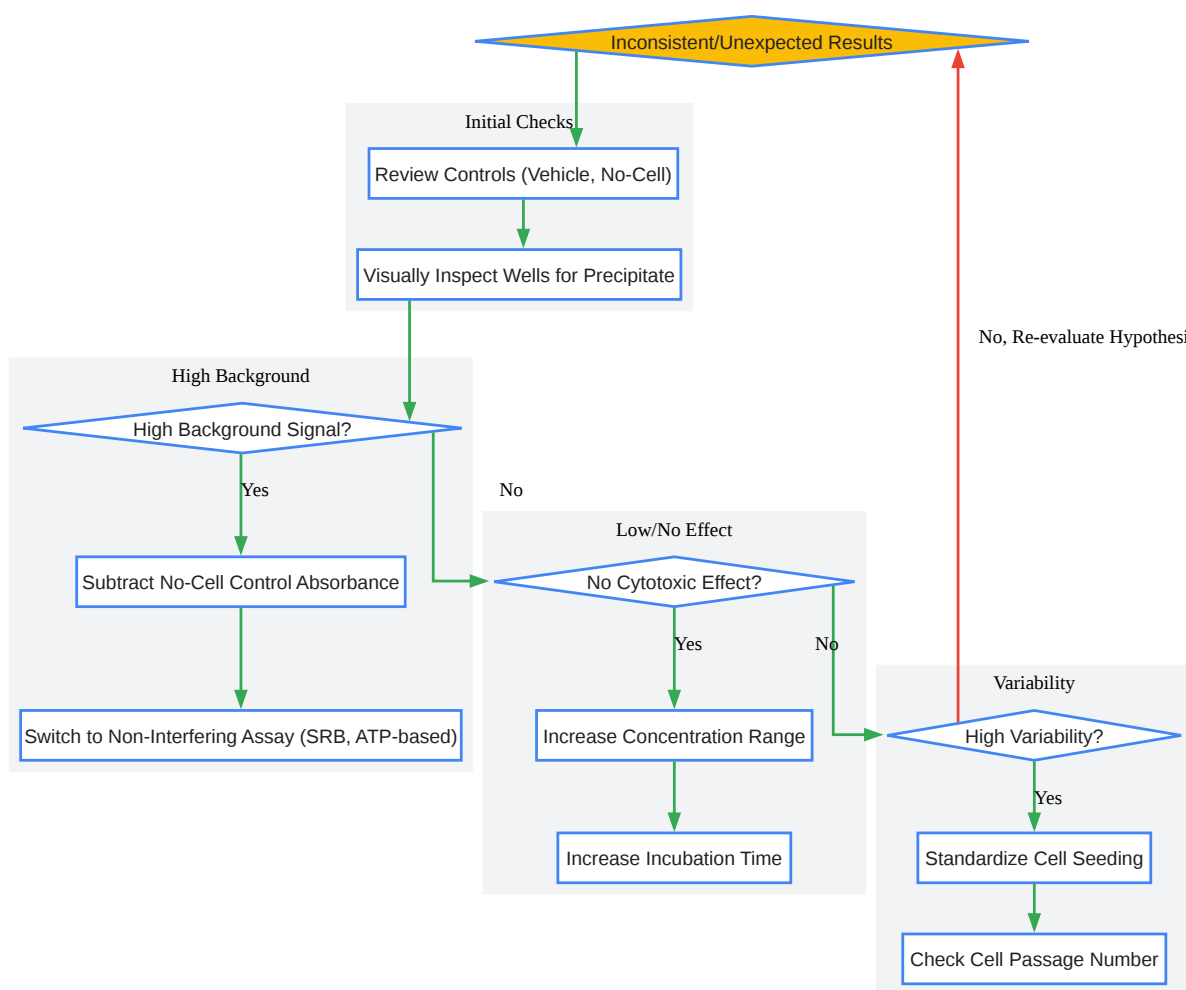 Inconsistent/Unexpected Results
Initial Checks
Review Controls (Vehicle, No-Cell)
Visually Inspect Wells for Precipitate
No, Re-evaluate Hypothesi
High Background
High Background Signal?
Yes
No
Low/No Effect
Subtract No-Cell Control Absorbance
No Cytotoxic Effect?
Yes
No
Variability
Switch to Non-Interfering Assay (SRB, ATP-based)
Increase Concentration Range
High Variability?
Yes
Increase Incubation Time
Standardize Cell Seeding
Check Cell Passage Number